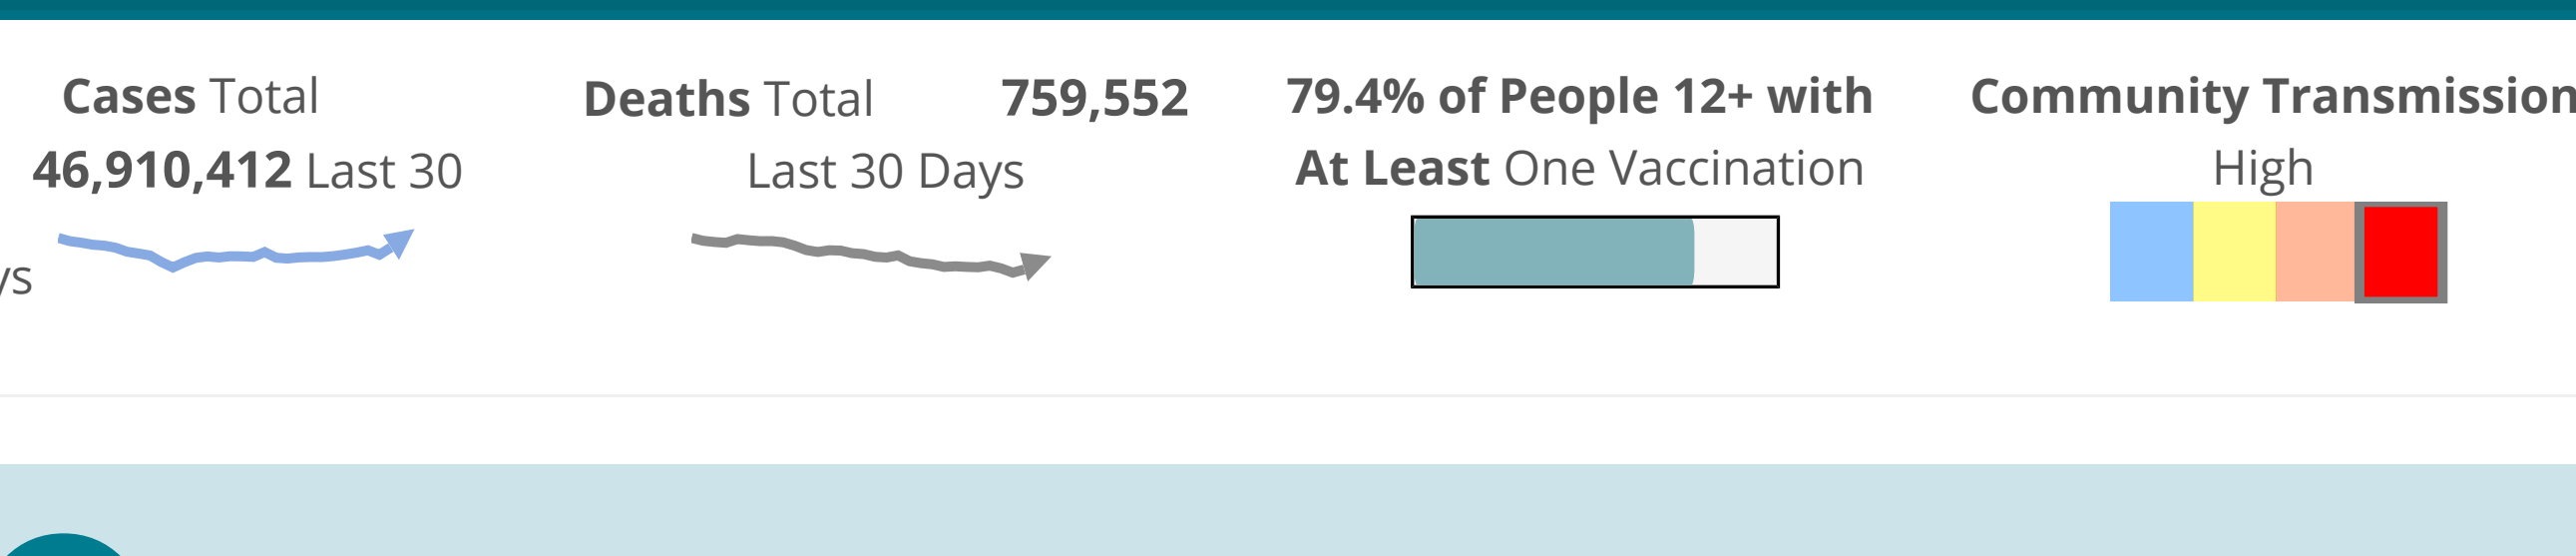 Cases Total
46,910,412 Last 30
ys
Deaths Total 759,552
Last 30 Days
79.4% of People 12+ with
At Least One Vaccination
Community Transmission
High